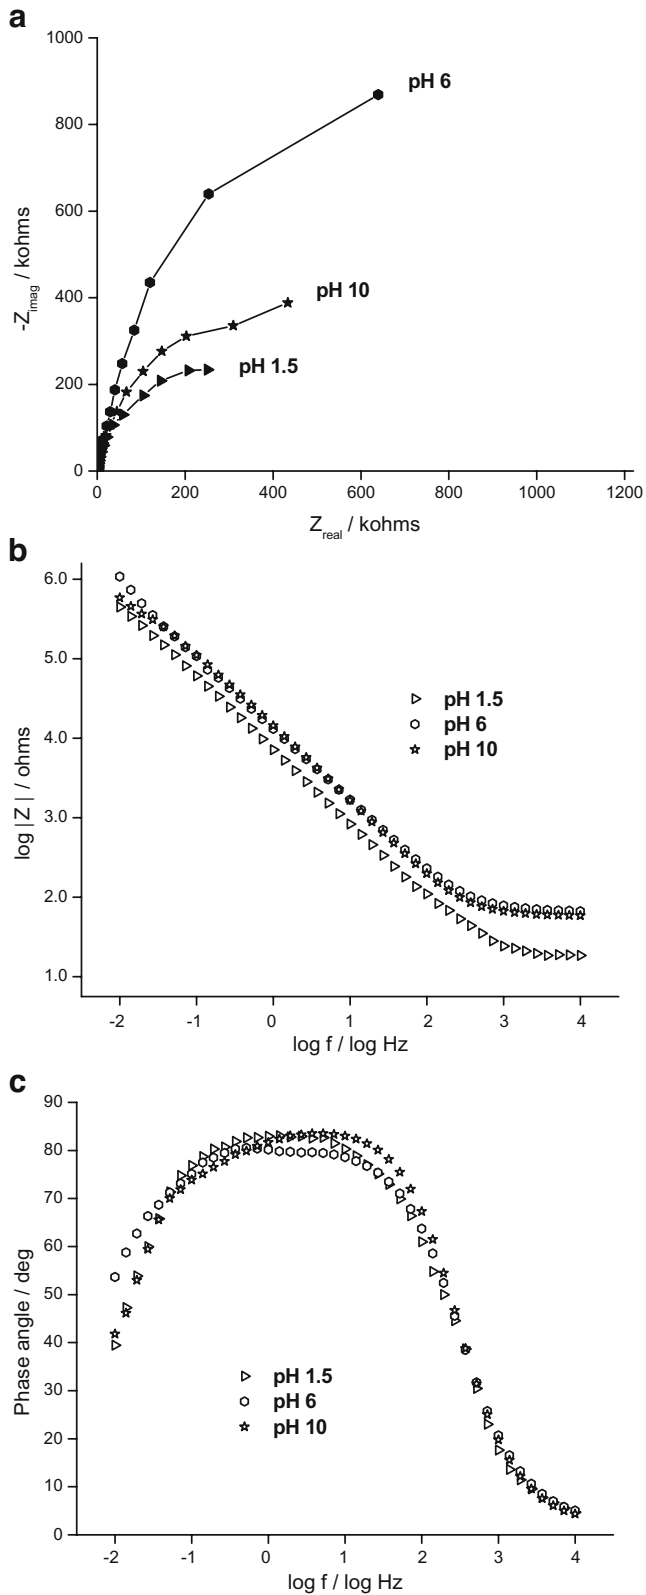 a
1000
800
600
400
200
0
-Z_imag / kohms
pH 6
pH 10
pH 1.5
0 200 400 600 800 1000 1200
Z_real / kohms
b
6.0
5.0
4.0
3.0
2.0
1.0
log |Z | / ohms
pH 1.5
pH 6
pH 10
-2 -1 0 1 2 3 4
log f / log Hz
c
90
80
70
60
50
40
30
20
10
0
Phase angle / deg
pH 1.5
pH 6
pH 10
-2 -1 0 1 2 3 4
log f / log Hz